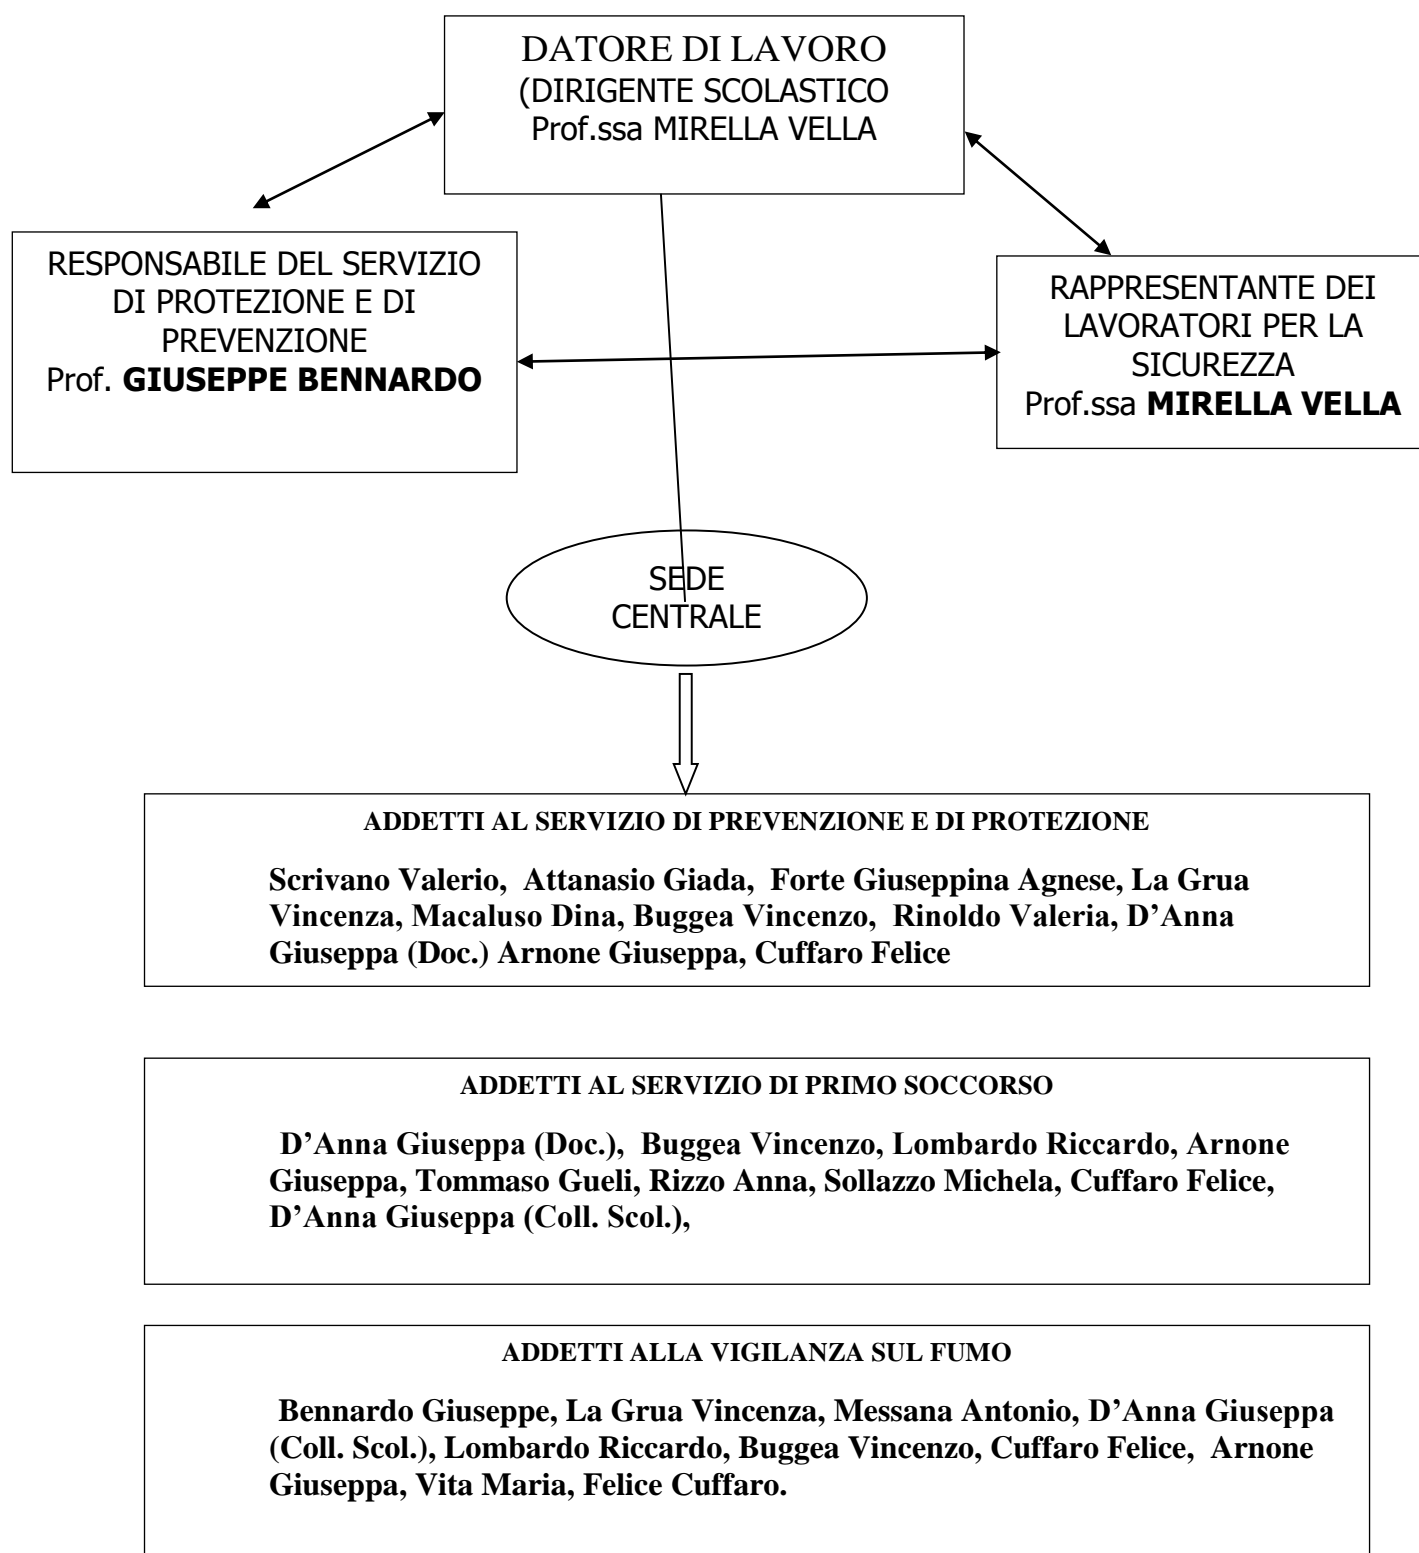 DATORE DI LAVORO
(DIRIGENTE SCOLASTICO
Prof.ssa MIRELLA VELLA
RESPONSABILE DEL SERVIZIO
DI PROTEZIONE E DI
PREVENZIONE
Prof. GIUSEPPE BENNARDO
RAPPRESENTANTE DEI
LAVORATORI PER LA
SICUREZZA
Prof.ssa MIRELLA VELLA
SEDE
CENTRALE
ADDETTI AL SERVIZIO DI PREVENZIONE E DI PROTEZIONE
Scrivano Valerio, Attanasio Giada, Forte Giuseppina Agnese, La Grua
Vincenza, Macaluso Dina, Buggea Vincenzo, Rinoldo Valeria, D’Anna
Giuseppa (Doc.) Arnone Giuseppa, Cuffaro Felice
ADDETTI AL SERVIZIO DI PRIMO SOCCORSO
D’Anna Giuseppa (Doc.), Buggea Vincenzo, Lombardo Riccardo, Arnone
Giuseppa, Tommaso Gueli, Rizzo Anna, Sollazzo Michela, Cuffaro Felice,
D’Anna Giuseppa (Coll. Scol.),
ADDETTI ALLA VIGILANZA SUL FUMO
Bennardo Giuseppe, La Grua Vincenza, Messana Antonio, D’Anna Giuseppa
(Coll. Scol.), Lombardo Riccardo, Buggea Vincenzo, Cuffaro Felice, Arnone
Giuseppa, Vita Maria, Felice Cuffaro.